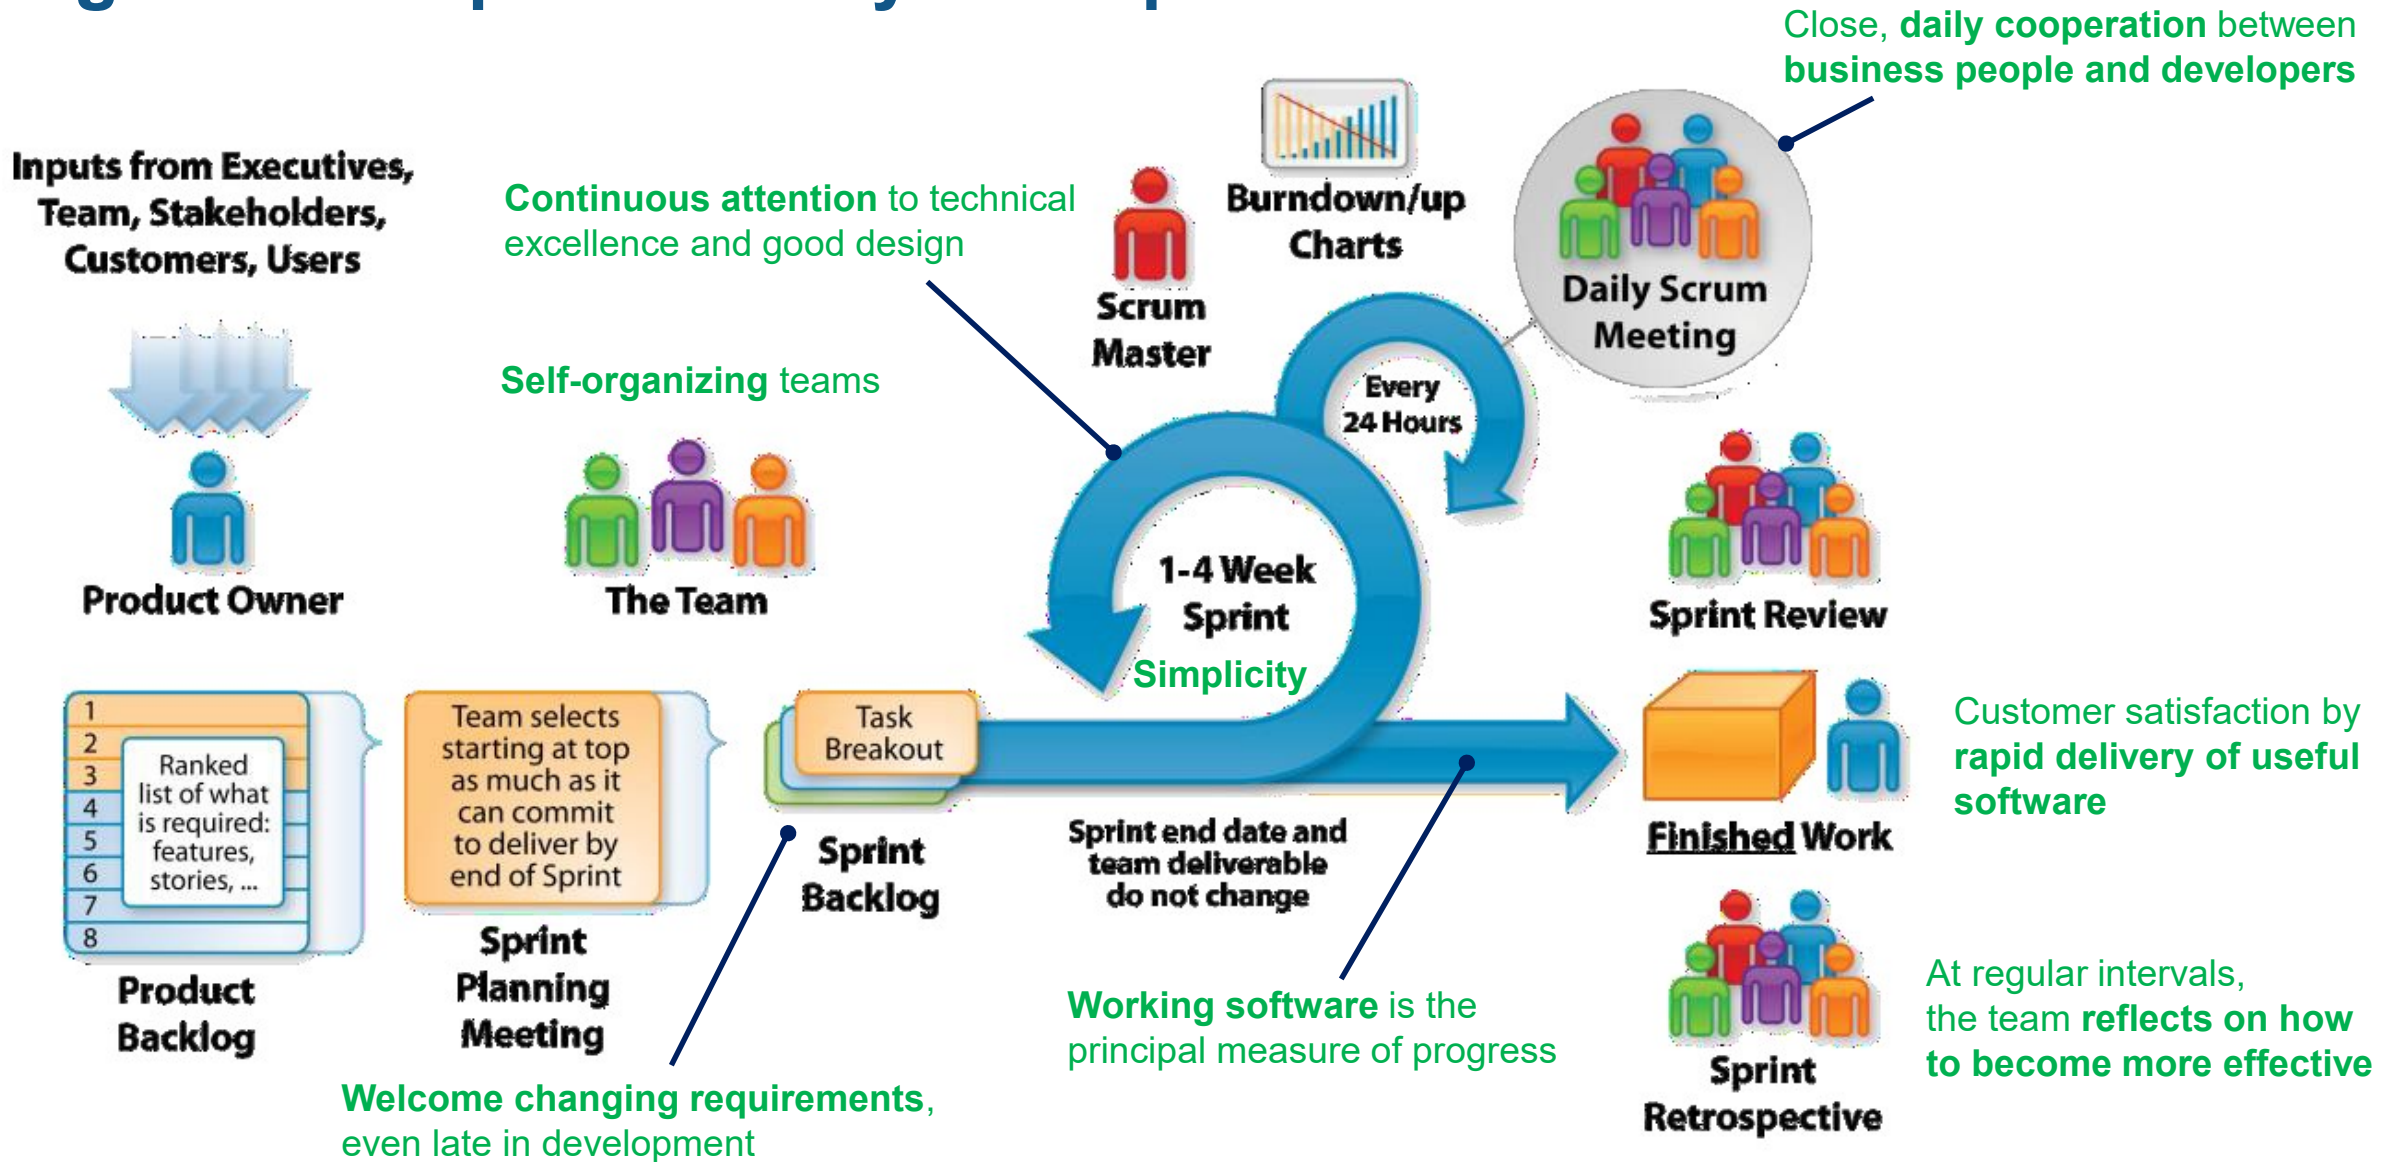 Close, daily cooperation between
business people and developers
Inputs from Executives,
Team, Stakeholders,
Customers, Users
Continuous attention to technical
excellence and good design
Burndown/up
Charts
Scrum
Master
Daily Scrum
Meeting
Self-organizing teams
Every
24 Hours
Product Owner
The Team
1-4 Week
Sprint
Simplicity
Sprint Review
1
2
3
4
5
6
7
8
Ranked
list of what
is required:
features,
stories, ...
Product
Backlog
Team selects
starting at top
as much as it
can commit
to deliver by
end of Sprint
Sprint
Planning
Meeting
Task
Breakout
Sprint
Backlog
Sprint end date and
team deliverable
do not change
Finished Work
Customer satisfaction by
rapid delivery of useful
software
Working software is the
principal measure of progress
Welcome changing requirements,
even late in development
Sprint
Retrospective
At regular intervals,
the team reflects on how
to become more effective